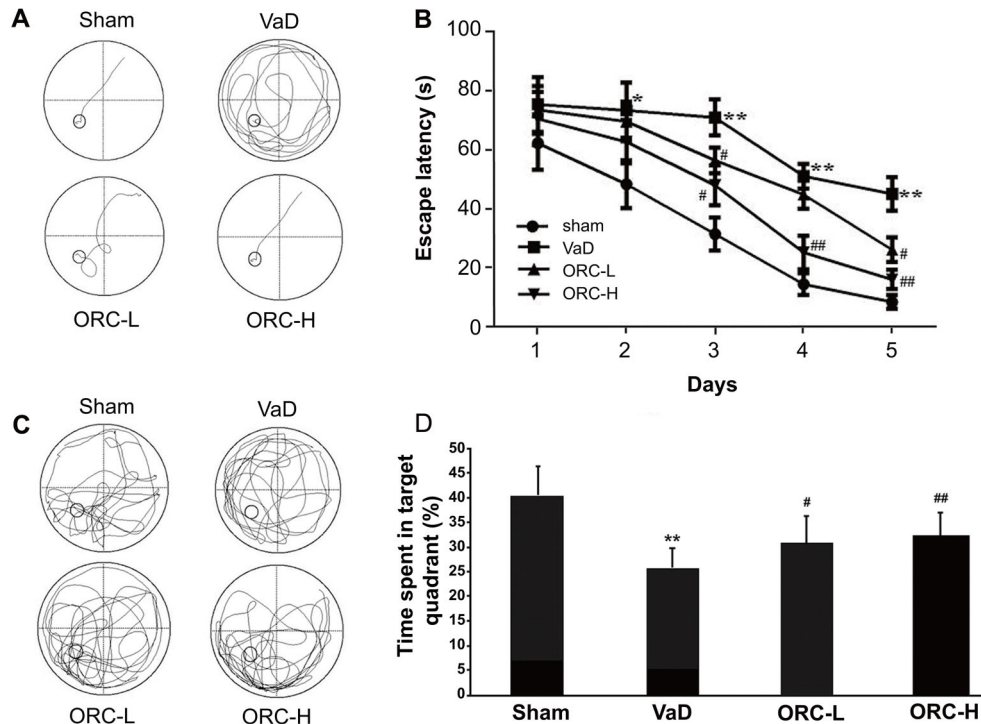 A
Sham
VaD
ORC-L
ORC-H
B
Escape latency (s)
100
80
60
40
20
0
*
**
**
**
#
#
##
#
##
sham
VaD
ORC-L
ORC-H
1 2 3 4 5
Days
C
Sham
VaD
ORC-L
ORC-H
D
Time spent in target
quadrant (%)
50
45
40
35
30
25
20
15
10
5
0
**
#
##
Sham VaD ORC-L ORC-H